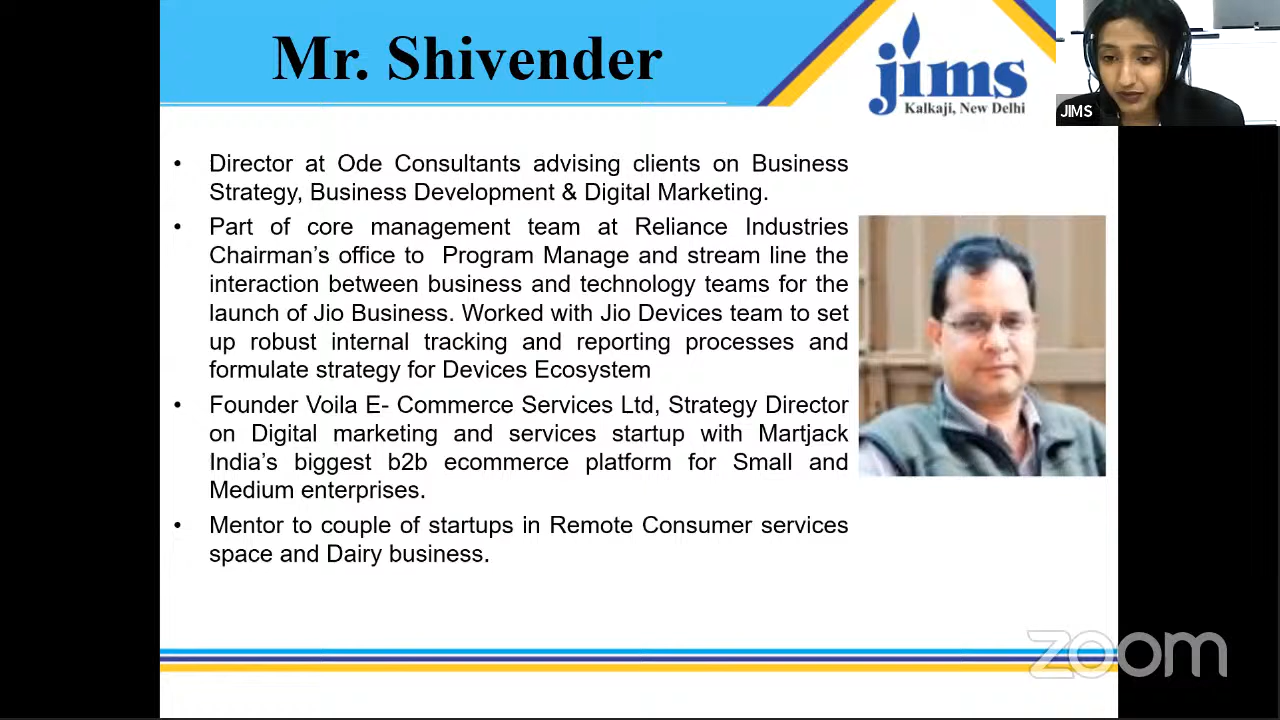 Mr. Shivender
jims
Kalkaji, New Delhi
JIMS
• Director at Ode Consultants advising clients on Business
Strategy, Business Development & Digital Marketing.
• Part of core management team at Reliance Industries
Chairman’s office to Program Manage and stream line the
interaction between business and technology teams for the
launch of Jio Business. Worked with Jio Devices team to set
up robust internal tracking and reporting processes and
formulate strategy for Devices Ecosystem
• Founder Voila E- Commerce Services Ltd, Strategy Director
on Digital marketing and services startup with Martjack
India’s biggest b2b ecommerce platform for Small and
Medium enterprises.
• Mentor to couple of startups in Remote Consumer services
space and Dairy business.
zoom